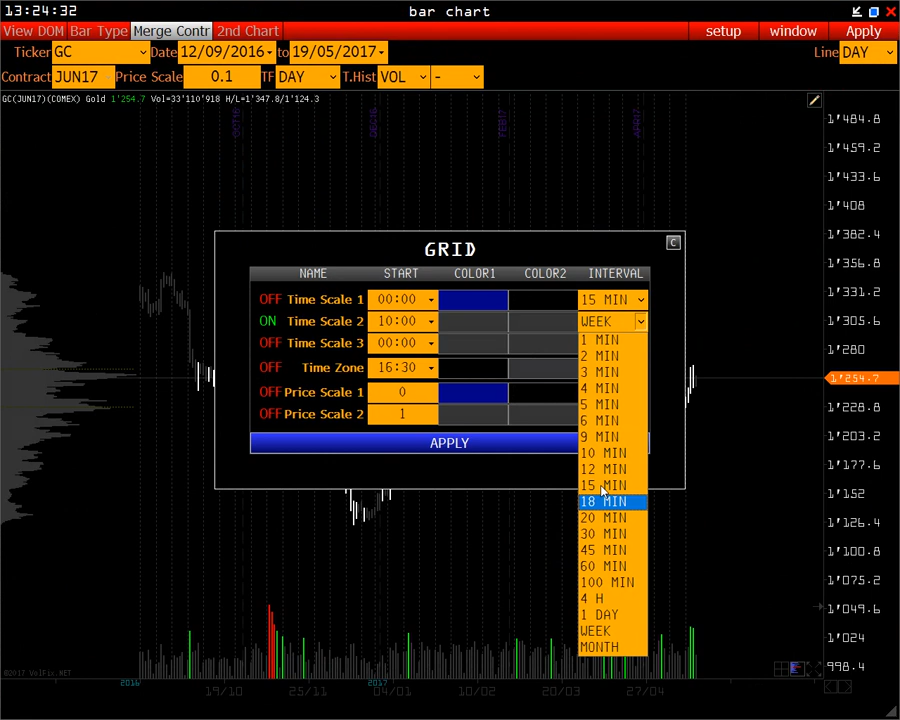 13:24:32 bar chart
View DOM Bar Type Merge Contr 2nd Chart setup window Apply
Ticker GC Date 12/09/2016 to 19/05/2017 Line DAY
Contract JUN17 Price Scale 0.1 TF DAY T.Hist VOL -
GC(JUN17)(COMEX) Gold 1'254.7 Vol=33'110'918 H/L=1'347.8/1'124.3
OCT16
DEC16
FEB17
APR17
1'484.8
1'459.2
1'433.6
1'408
1'382.4
1'356.8
1'331.2
1'305.6
1'280
1'254.7
1'228.8
1'203.2
1'177.6
1'152
1'126.4
1'100.8
1'075.2
1'049.6
1'024
998.4
C
GRID
NAME START COLOR1 COLOR2 INTERVAL
OFF Time Scale 1 00:00 15 MIN
ON Time Scale 2 10:00 WEEK
OFF Time Scale 3 00:00
OFF Time Zone 16:30
OFF Price Scale 1 0
OFF Price Scale 2 1
APPLY
1 MIN
2 MIN
3 MIN
4 MIN
5 MIN
6 MIN
9 MIN
10 MIN
12 MIN
15 MIN
18 MIN
20 MIN
30 MIN
45 MIN
60 MIN
100 MIN
4 H
1 DAY
WEEK
MONTH
©2017 VolFix.NET
2016 2017
19/10 25/11 04/01 10/02 20/03 27/04